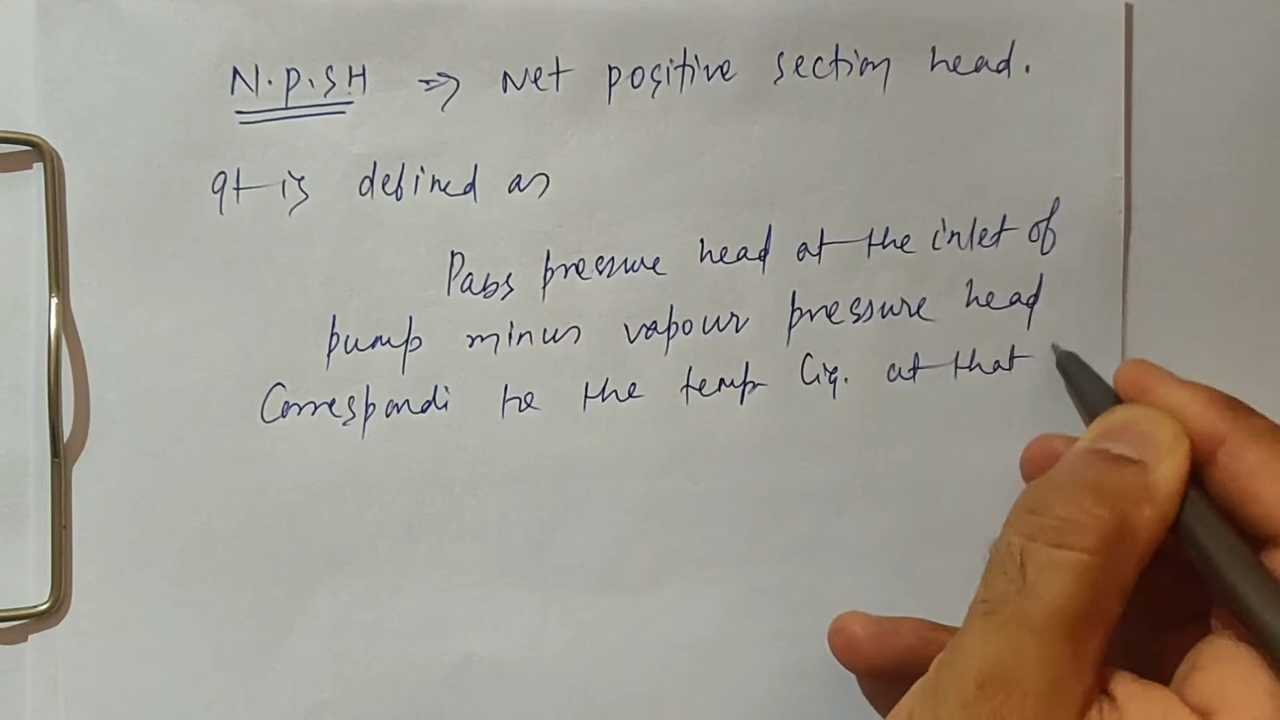 N.P.SH ⇒ Net positive section head.
It is defined as
Pabs pressure head at the inlet of
pump minus vapour pressure head
Correspondi to the temp liq. at that